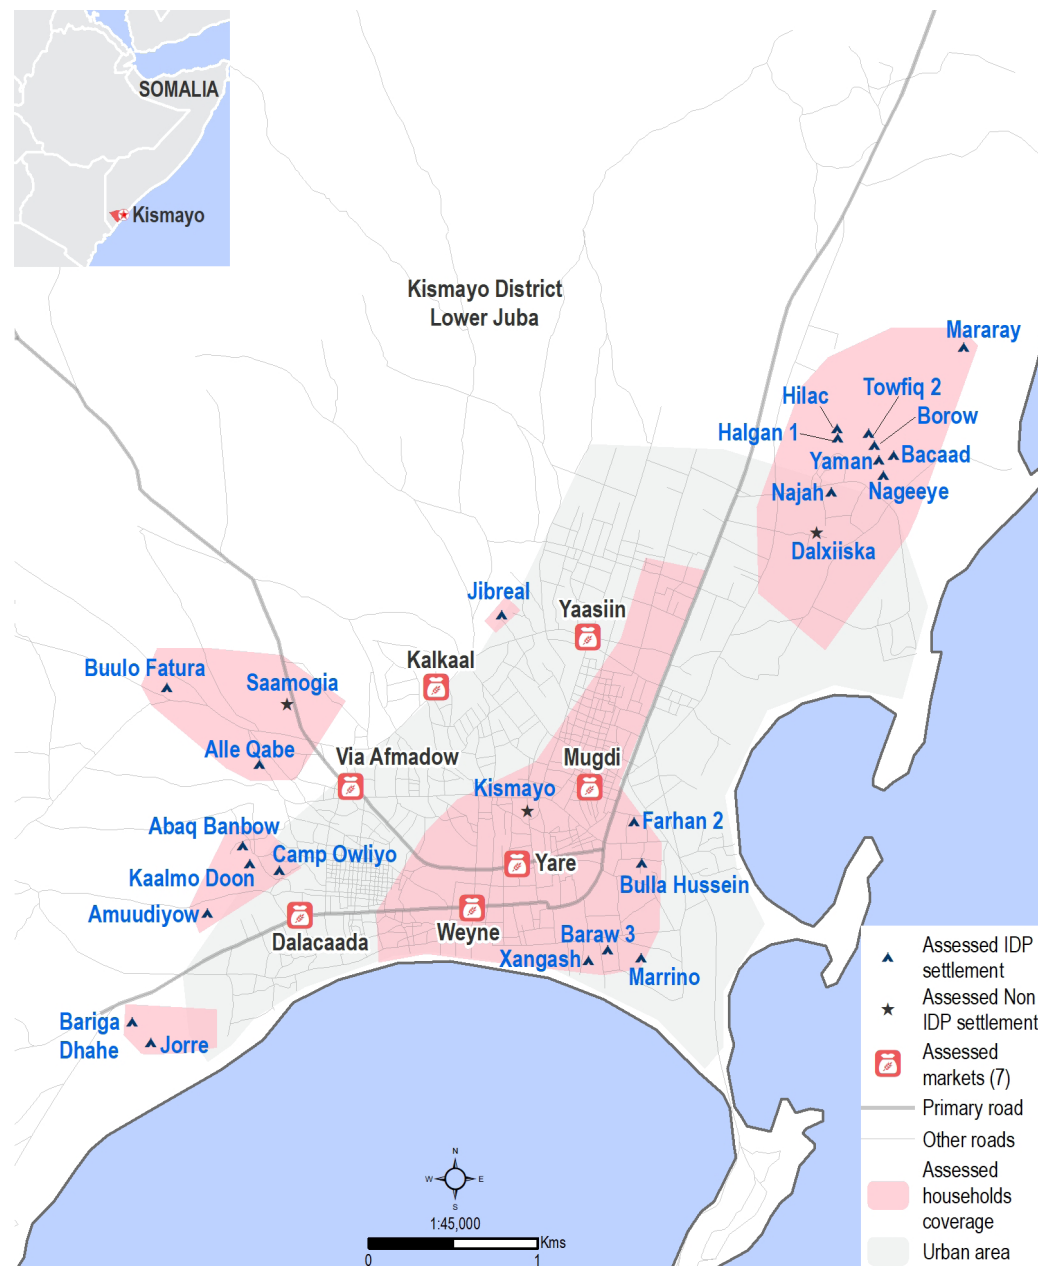 SOMALIA
Kismayo
Kismayo District
Lower Juba
Mararay
Towfiq 2
Hilac
Borow
Halgan 1
Yaman
Bacaad
Najah
Nageeye
Dalxiiska
Jibreal
Yaasiin
Kalkaal
Buulo Fatura
Saamogia
Alle Qabe
Via Afmadow
Mugdi
Kismayo
Farhan 2
Abaq Banbow
Camp Owliyo
Yare
Kaalmo Doon
Bulla Hussein
Amuudiyow
Weyne
Dalacaada
Baraw 3
Xangash
Marrino
Bariga
Dhahe
Jorre
Assessed IDP
settlement
Assessed Non
IDP settlement
Assessed
markets (7)
Primary road
Other roads
Assessed
households
coverage
Urban area
N
W
E
S
1:45,000
Kms
0
1